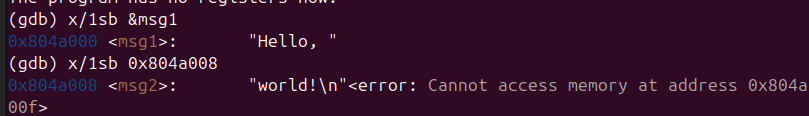 The program has no registers now.
(gdb) x/1sb &msg1
0x804a000 <msg1>:	"Hello, "
(gdb) x/1sb 0x804a008
0x804a008 <msg2>:	"world!\n"<error: Cannot access memory at address 0x804a
00f>